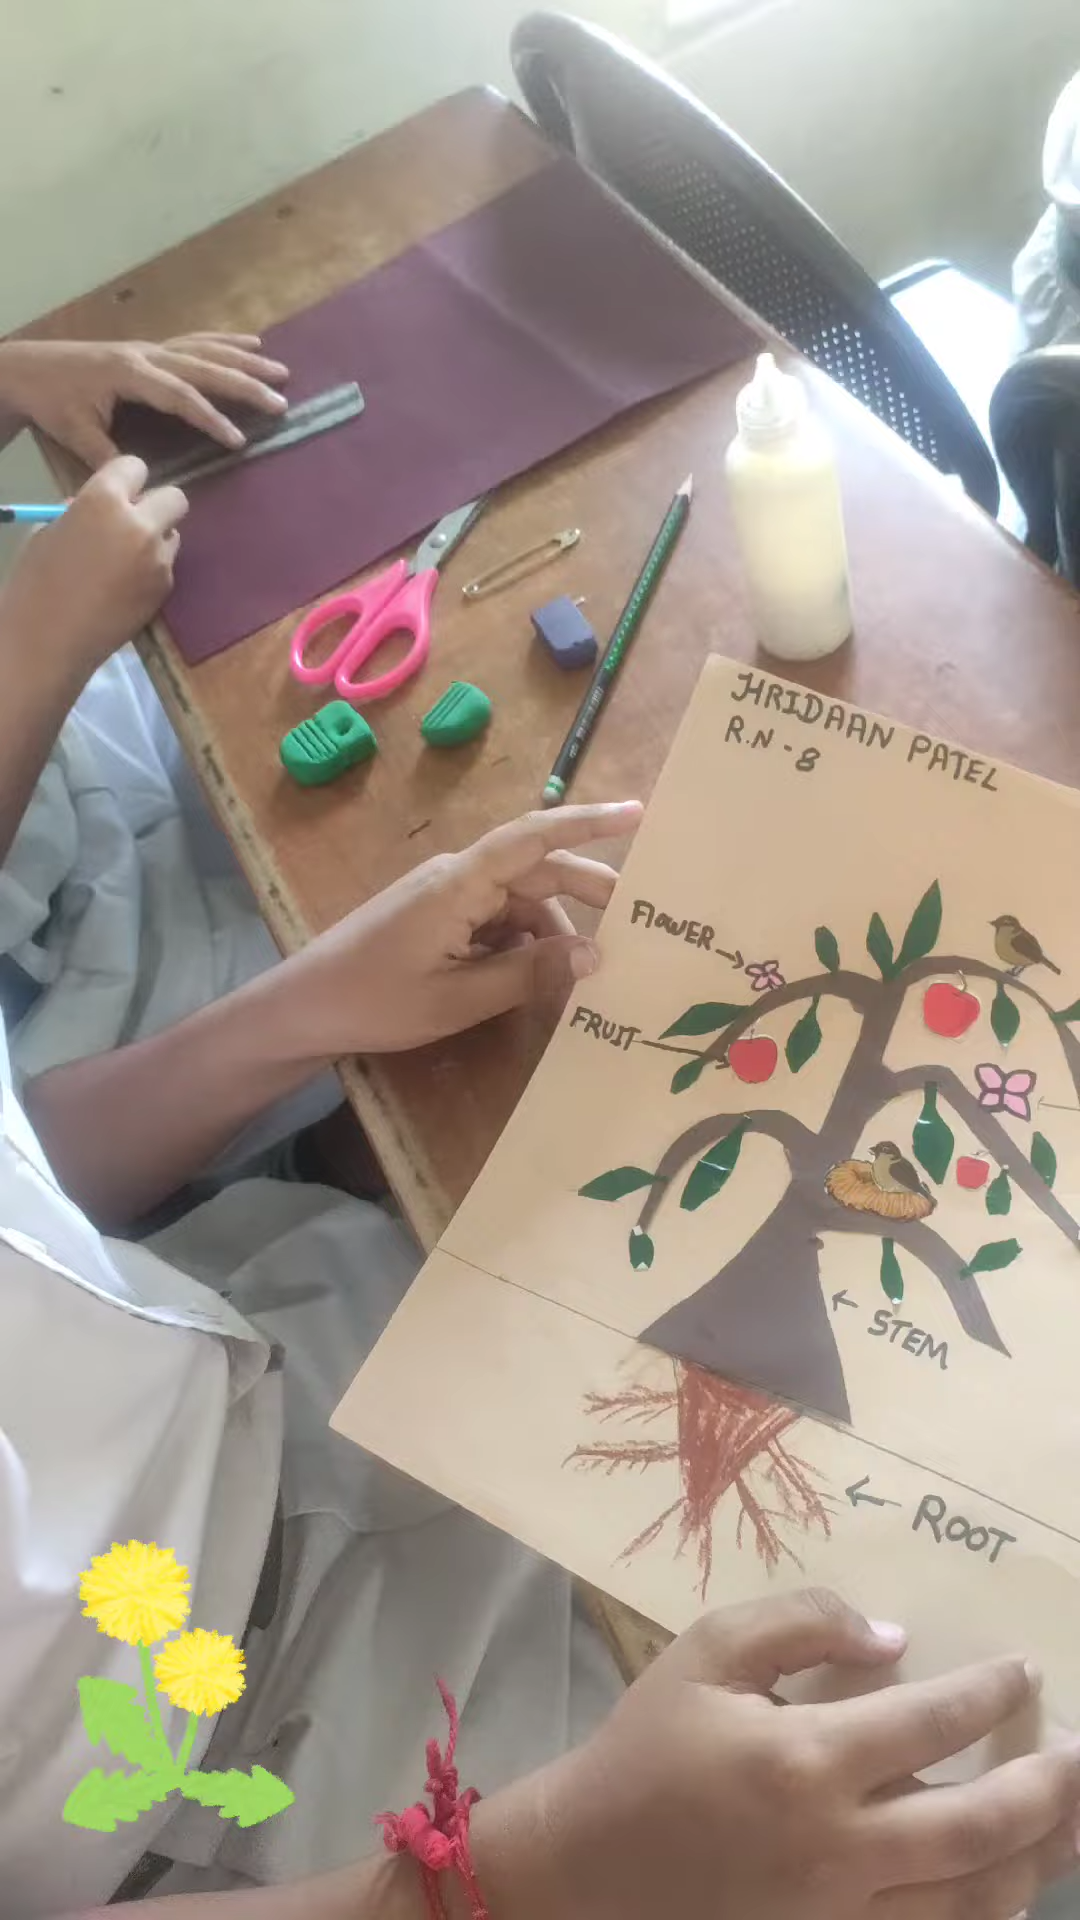 HRIDAAN PATEL
R.N - 8
FLOWER
FRUIT
STEM
ROOT